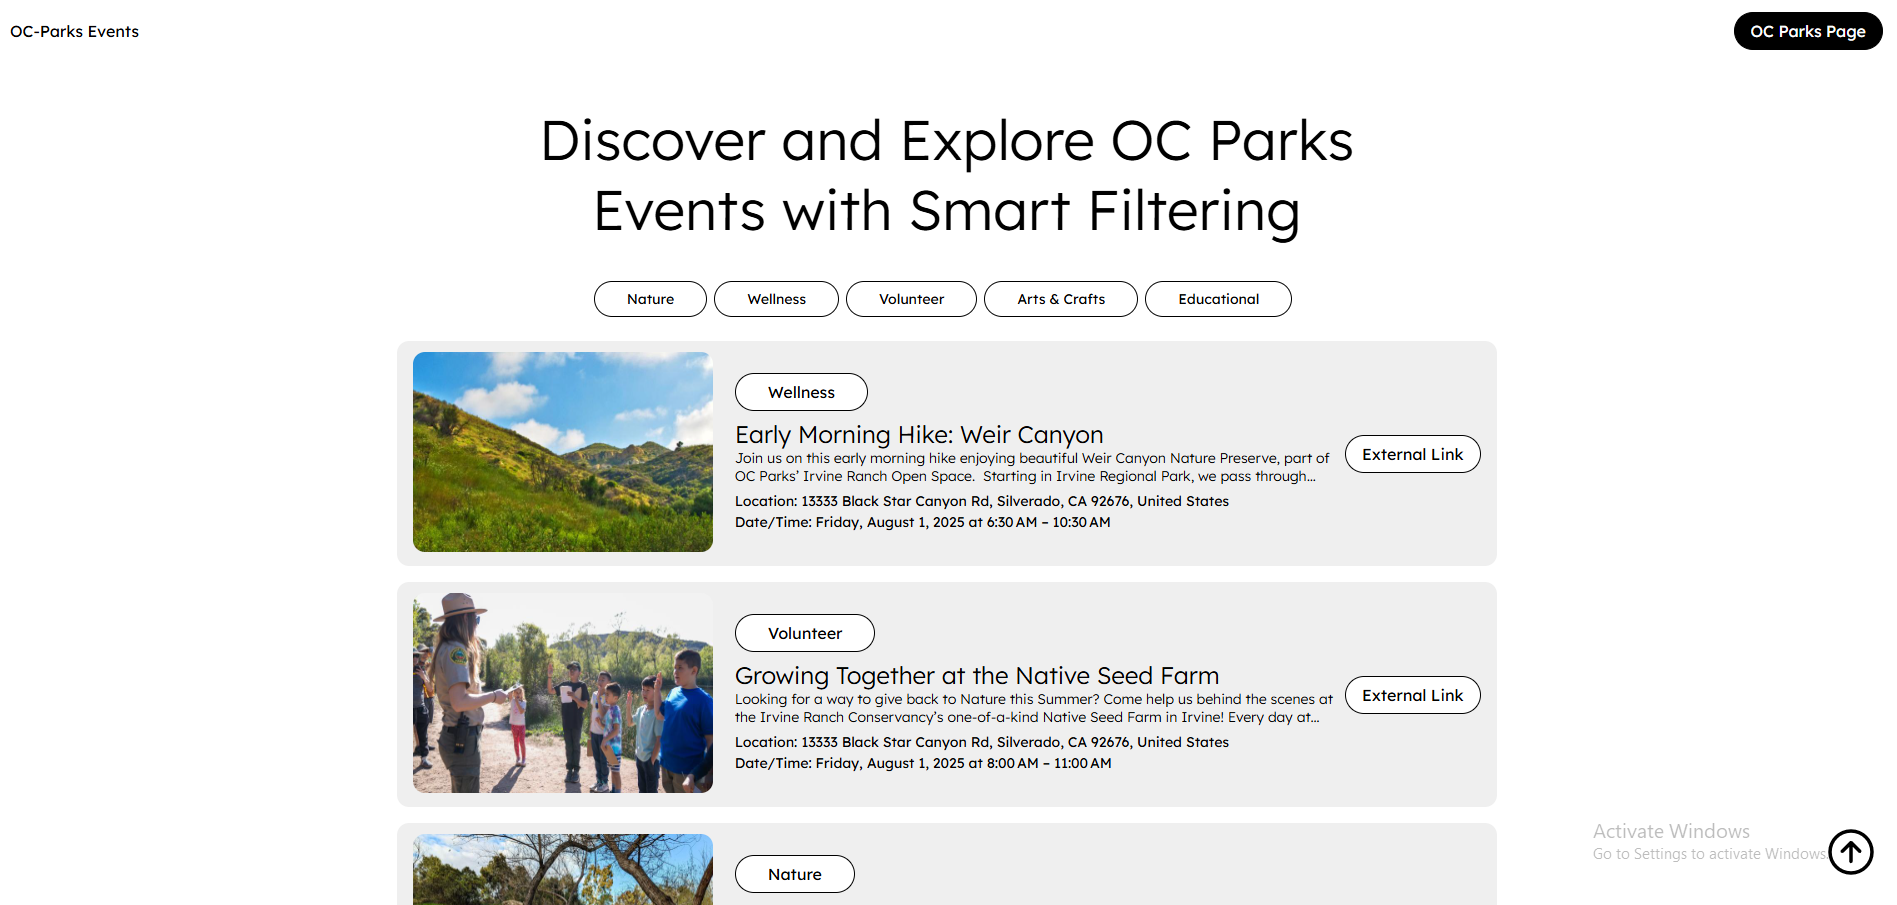 OC-Parks Events
OC Parks Page
Discover and Explore OC Parks
Events with Smart Filtering
Nature
Wellness
Volunteer
Arts & Crafts
Educational
Wellness
Early Morning Hike: Weir Canyon
Join us on this early morning hike enjoying beautiful Weir Canyon Nature Preserve, part of
OC Parks’ Irvine Ranch Open Space.  Starting in Irvine Regional Park, we pass through...
Location: 13333 Black Star Canyon Rd, Silverado, CA 92676, United States
Date/Time: Friday, August 1, 2025 at 6:30 AM – 10:30 AM
External Link
Volunteer
Growing Together at the Native Seed Farm
Looking for a way to give back to Nature this Summer? Come help us behind the scenes at
the Irvine Ranch Conservancy’s one-of-a-kind Native Seed Farm in Irvine! Every day at...
Location: 13333 Black Star Canyon Rd, Silverado, CA 92676, United States
Date/Time: Friday, August 1, 2025 at 8:00 AM – 11:00 AM
External Link
Nature
Activate Windows
Go to Settings to activate Windows.